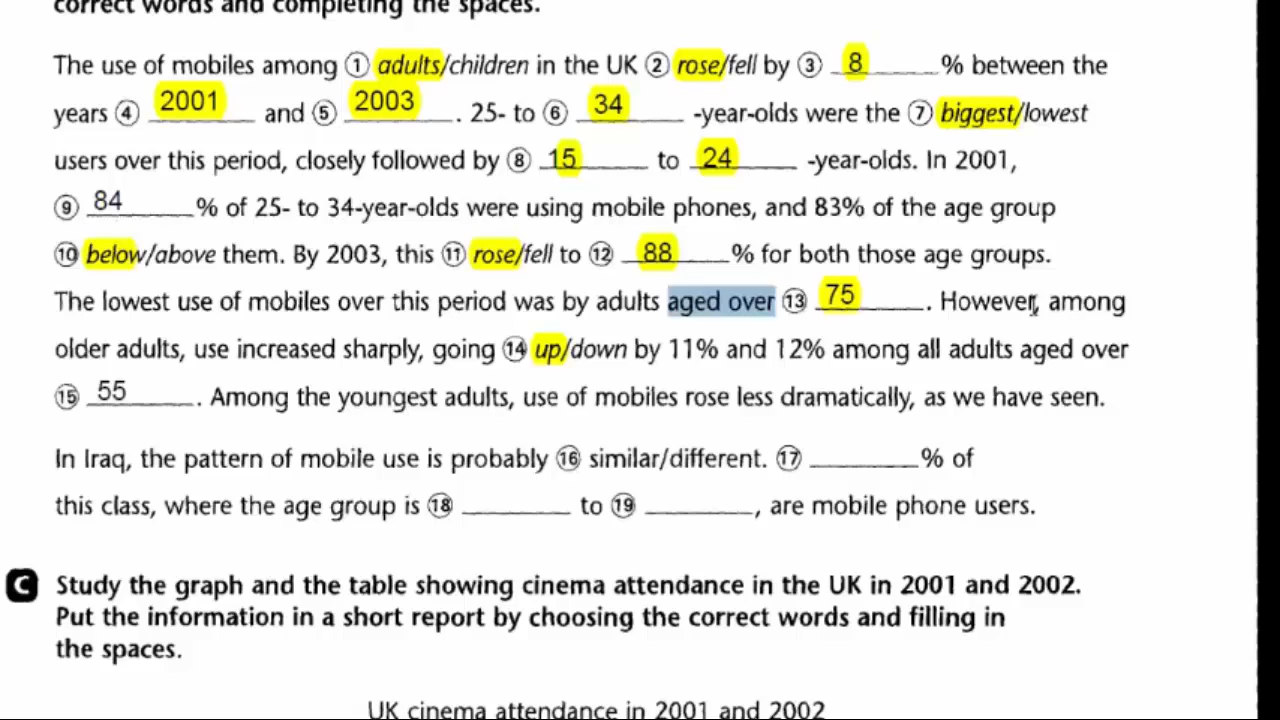 correct words and completing the spaces.
The use of mobiles among ① adults/children in the UK ② rose/fell by ③ 8 % between the
years ④ 2001 and ⑤ 2003 . 25- to ⑥ 34 -year-olds were the ⑦ biggest/lowest
users over this period, closely followed by ⑧ 15 to 24 -year-olds. In 2001,
⑨ 84 % of 25- to 34-year-olds were using mobile phones, and 83% of the age group
⑩ below/above them. By 2003, this ⑪ rose/fell to ⑫ 88 % for both those age groups.
The lowest use of mobiles over this period was by adults aged over ⑬ 75 . However, among
older adults, use increased sharply, going ⑭ up/down by 11% and 12% among all adults aged over
⑮ 55 . Among the youngest adults, use of mobiles rose less dramatically, as we have seen.
In Iraq, the pattern of mobile use is probably ⑯ similar/different. ⑰ ________% of
this class, where the age group is ⑱ ________ to ⑲ ________, are mobile phone users.
C Study the graph and the table showing cinema attendance in the UK in 2001 and 2002.
Put the information in a short report by choosing the correct words and filling in
the spaces.
UK cinema attendance in 2001 and 2002